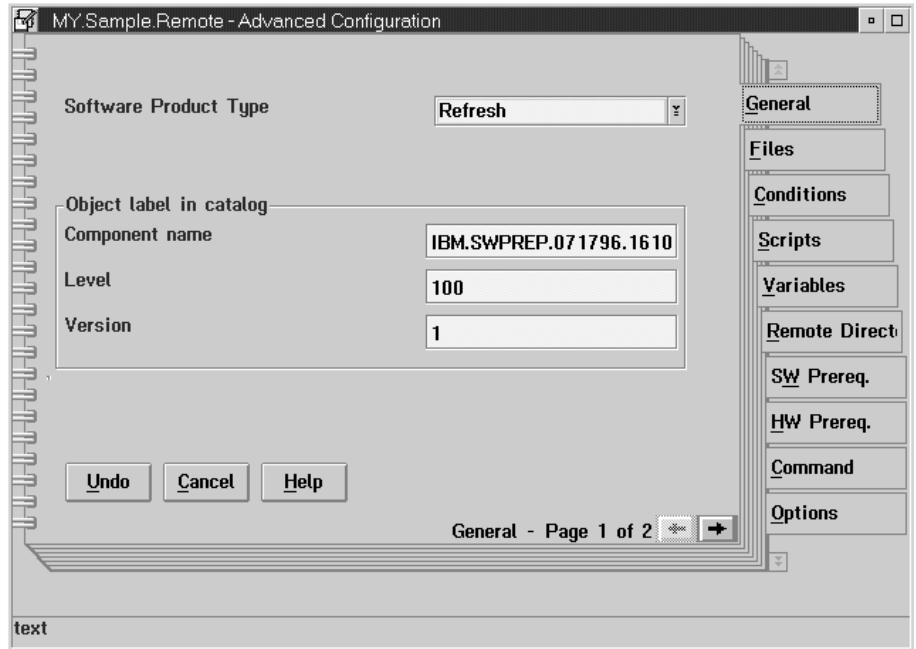 MY.Sample.Remote - Advanced Configuration
Software Product Type
Refresh
Object label in catalog
Component name
IBM.SWPREP.071796.1610
Level
100
Version
1
Undo
Cancel
Help
General - Page 1 of 2
General
Files
Conditions
Scripts
Variables
Remote Direct
SW Prereq.
HW Prereq.
Command
Options
text